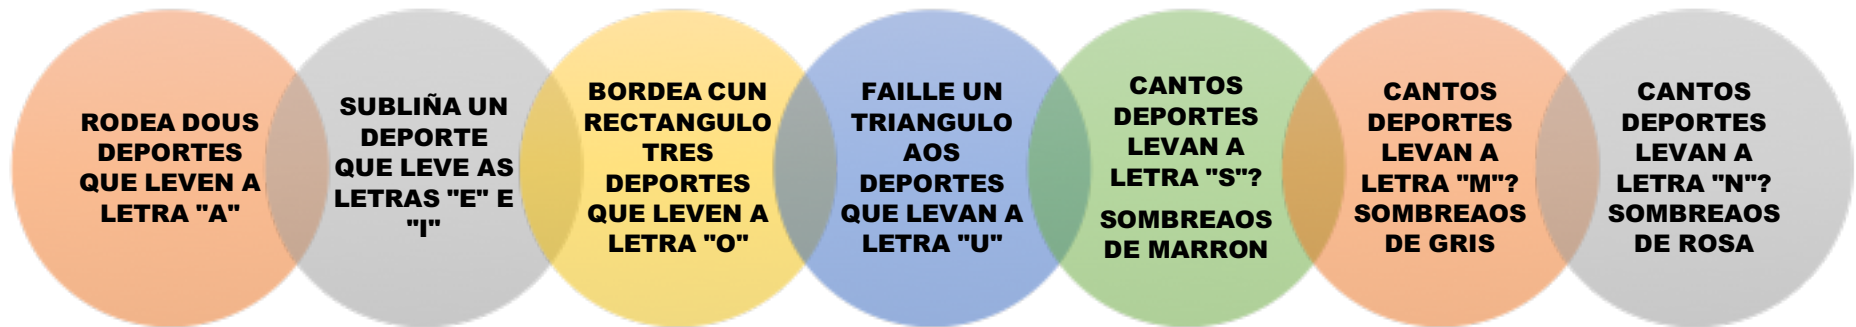 RODEA DOUS
DEPORTES
QUE LEVEN A
LETRA "A"
SUBLIÑA UN
DEPORTE
QUE LEVE AS
LETRAS "E" E
"I"
BORDEA CUN
RECTANGULO
TRES
DEPORTES
QUE LEVEN A
LETRA "O"
FAILLE UN
TRIANGULO
AOS
DEPORTES
QUE LEVAN A
LETRA "U"
CANTOS
DEPORTES
LEVAN A
LETRA "S"?
SOMBREAOS
DE MARRON
CANTOS
DEPORTES
LEVAN A
LETRA "M"?
SOMBREAOS
DE GRIS
CANTOS
DEPORTES
LEVAN A
LETRA "N"?
SOMBREAOS
DE ROSA